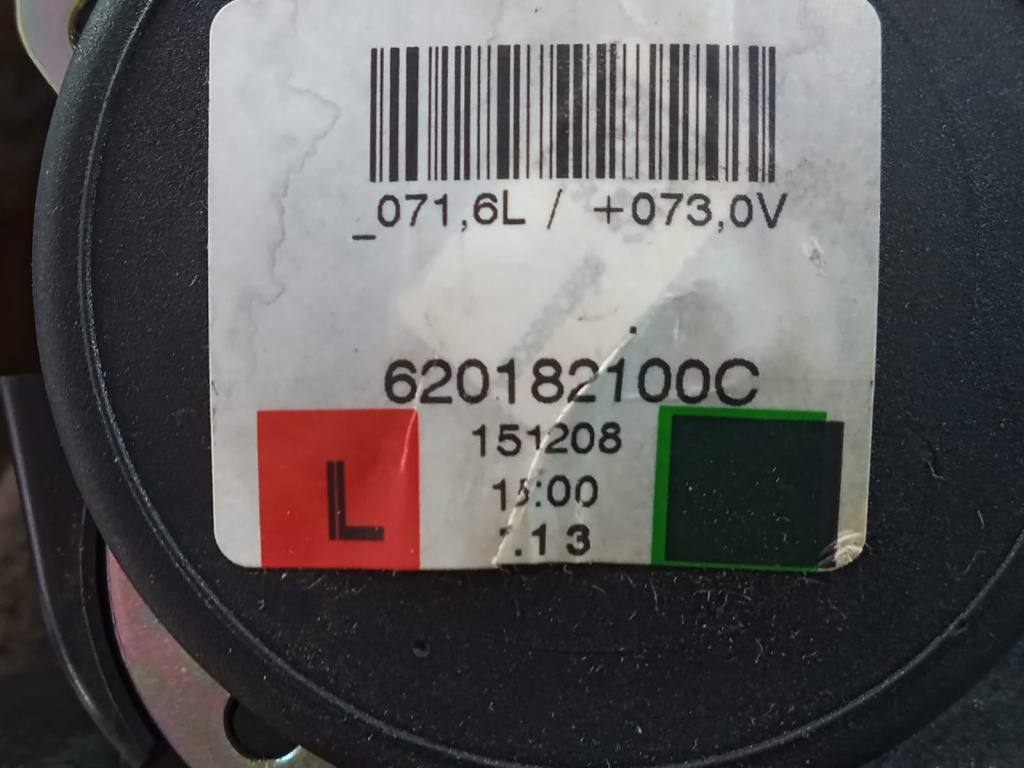 _071,6L / +073,0V
620182100C
151208
:00
.13
L